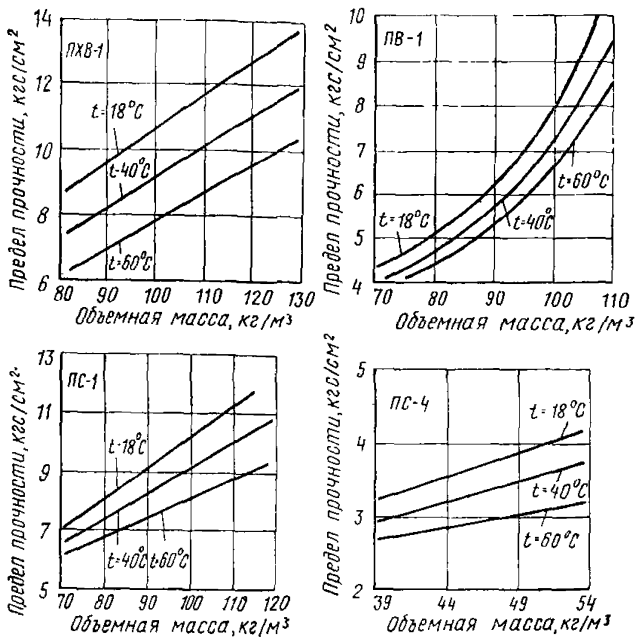 Предел прочности, кгс/см²
14
12
10
8
6
ПХВ-1
t=18°C
t-40°C
t=60°C
80 90 100 110 120 130
Объемная масса, кг/м³
Предел прочности, кгс/см²
10
9
8
7
6
5
4
ПВ-1
t=18°C
t=40°C
t=60°C
70 80 90 100 110
Объемная масса, кг/м³
Предел прочности, кгс/см²
13
11
9
7
5
ПС-1
t=18°C
t=40°C t=60°C
70 80 90 100 110 120
Объемная масса, кг/м³
Предел прочности, кгс/см²
5
4
3
2
ПС-4
t=18°C
t=40°C
t=60°C
39 44 49 54
Объемная масса, кг/м³